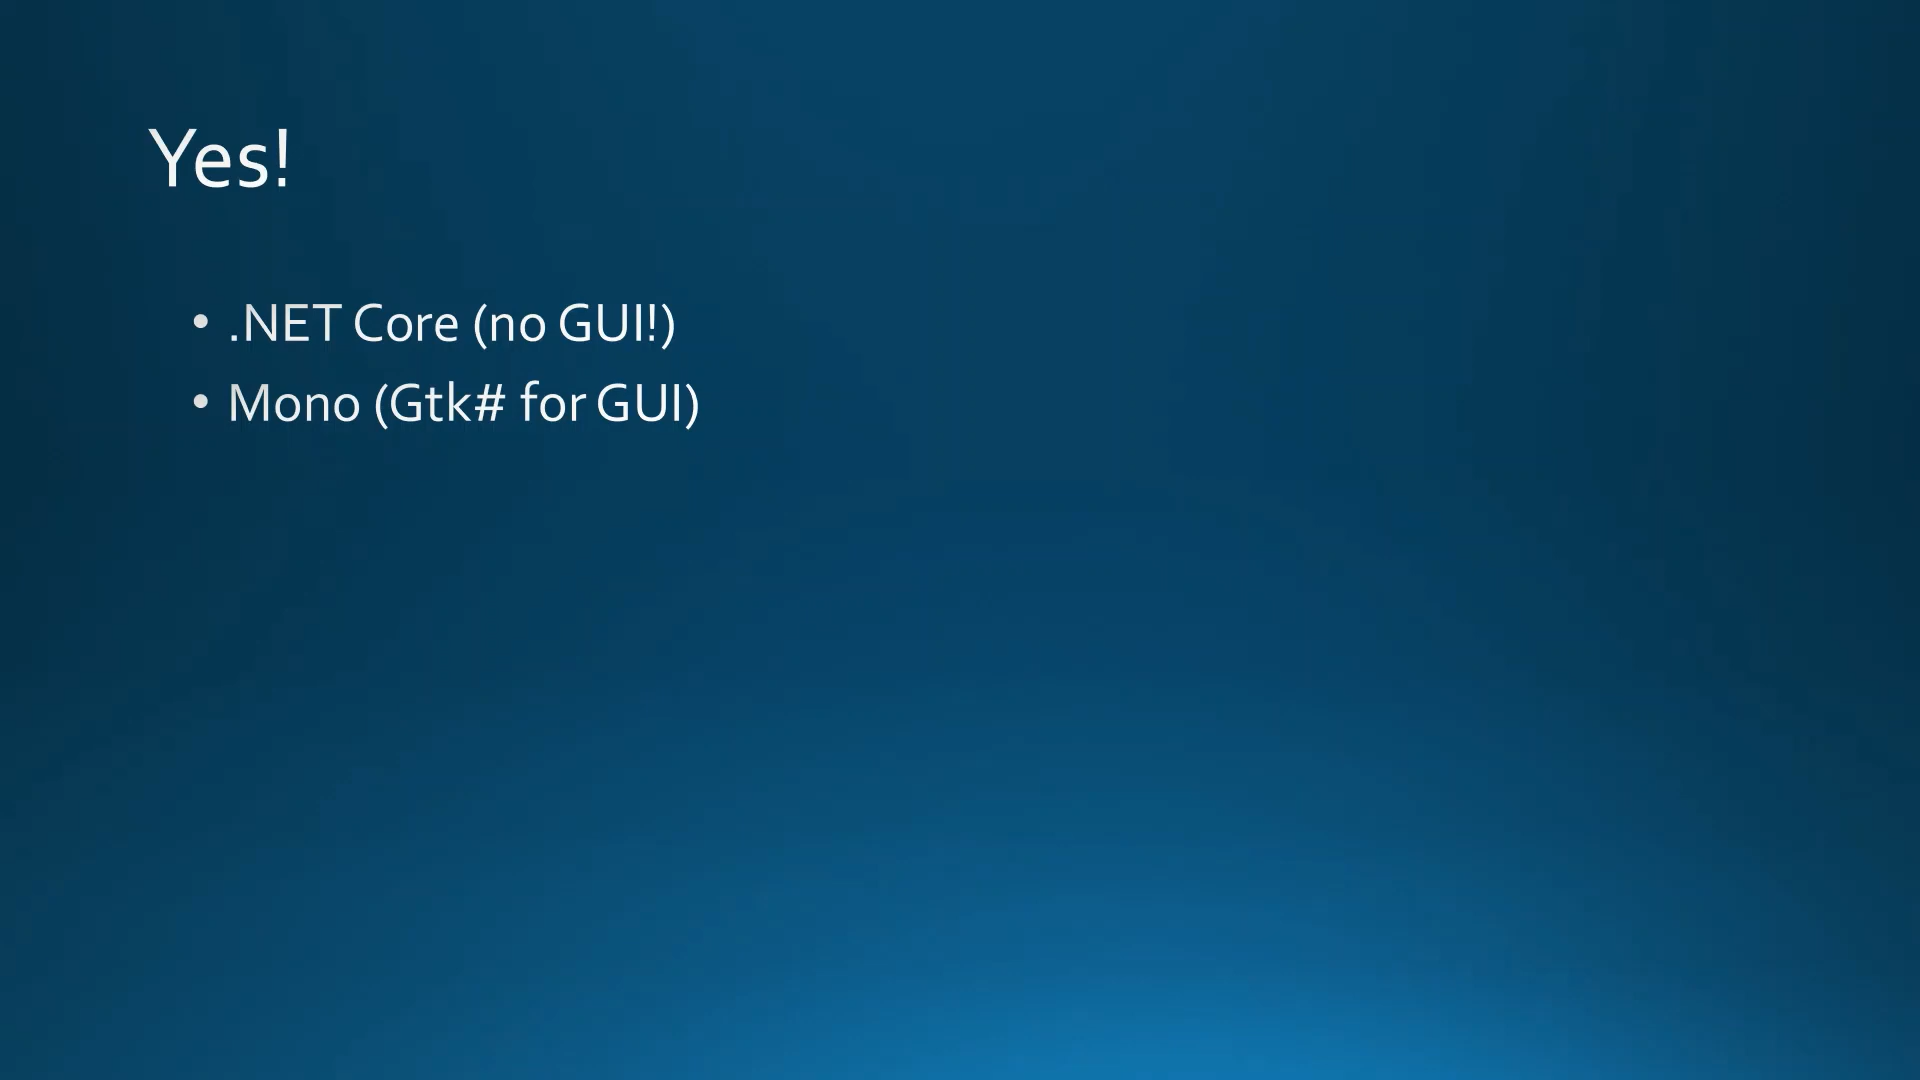 Yes!
• .NET Core (no GUI!)
• Mono (Gtk# for GUI)